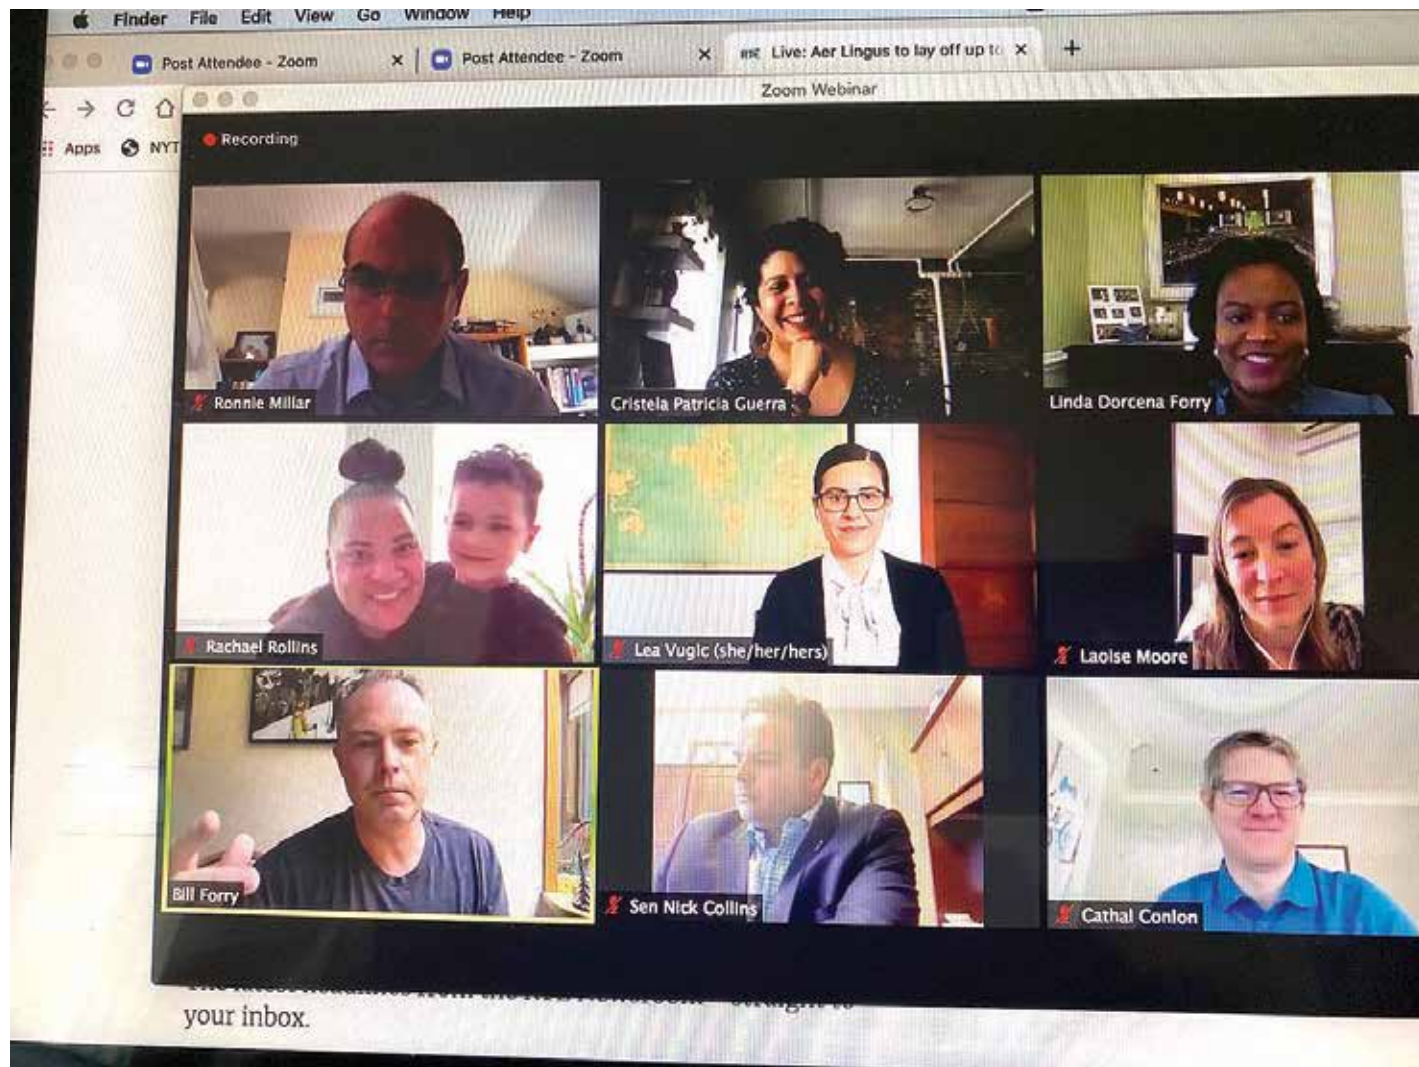 Finder File Edit View Go Window Help
Post Attendee - Zoom
Post Attendee - Zoom
Live: Aer Lingus to lay off up to
Zoom Webinar
Apps
NYT
Recording
Ronnie Millar
Cristela Patricia Guerra
Linda Dorcena Forry
Rachael Rollins
Lea Vugic (she/her/hers)
Laoise Moore
Bill Forry
Sen Nick Collins
Cathal Conlon
your inbox.